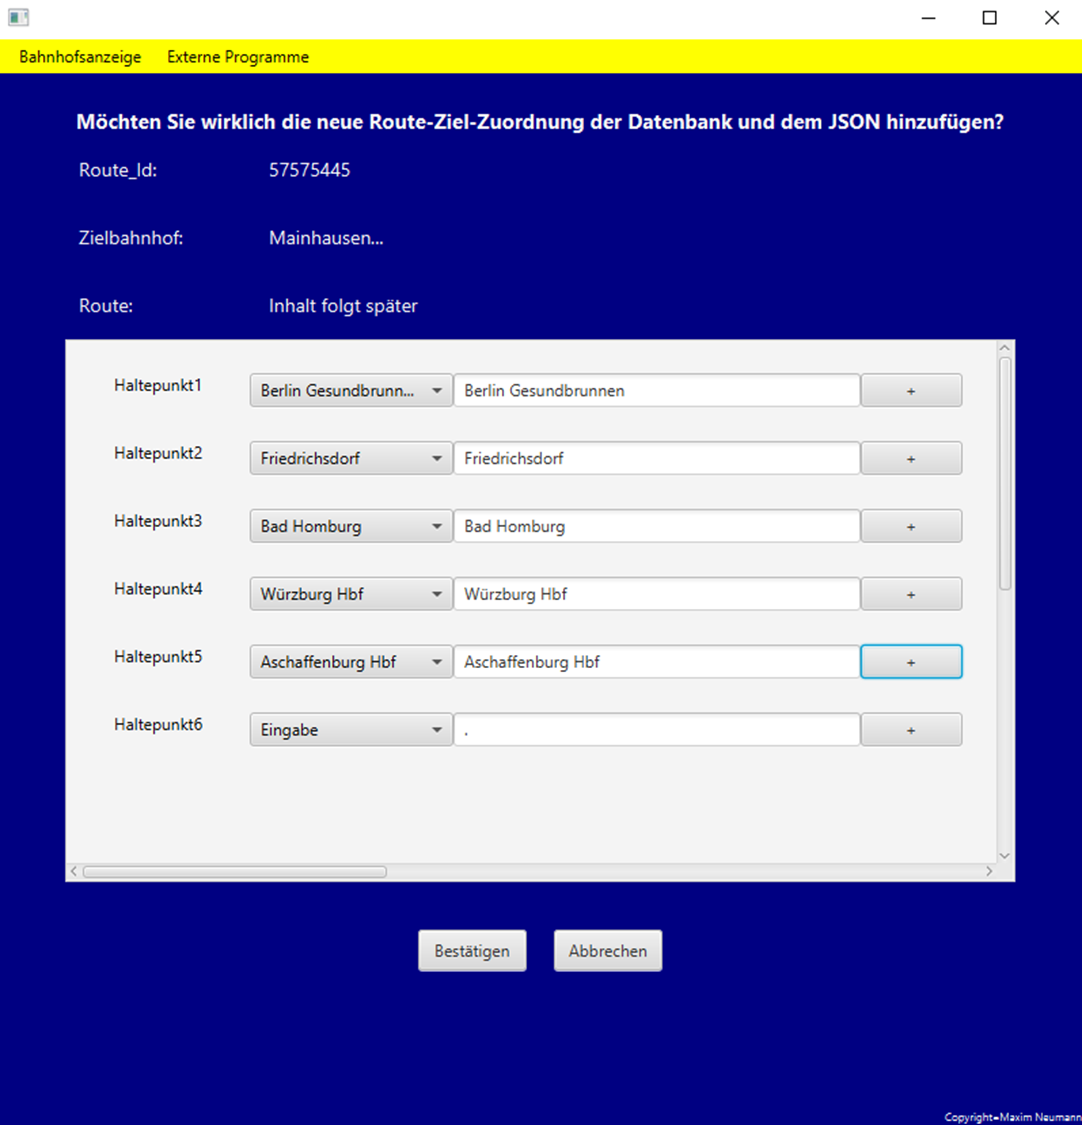 Bahnhofsanzeige Externe Programme
Möchten Sie wirklich die neue Route-Ziel-Zuordnung der Datenbank und dem JSON hinzufügen?
Route_Id: 57575445
Zielbahnhof: Mainhausen...
Route: Inhalt folgt später
Haltepunkt1 Berlin Gesundbrunn... Berlin Gesundbrunnen +
Haltepunkt2 Friedrichsdorf Friedrichsdorf +
Haltepunkt3 Bad Homburg Bad Homburg +
Haltepunkt4 Würzburg Hbf Würzburg Hbf +
Haltepunkt5 Aschaffenburg Hbf Aschaffenburg Hbf +
Haltepunkt6 Eingabe . +
Bestätigen Abbrechen
Copyright=Maxim Neumann